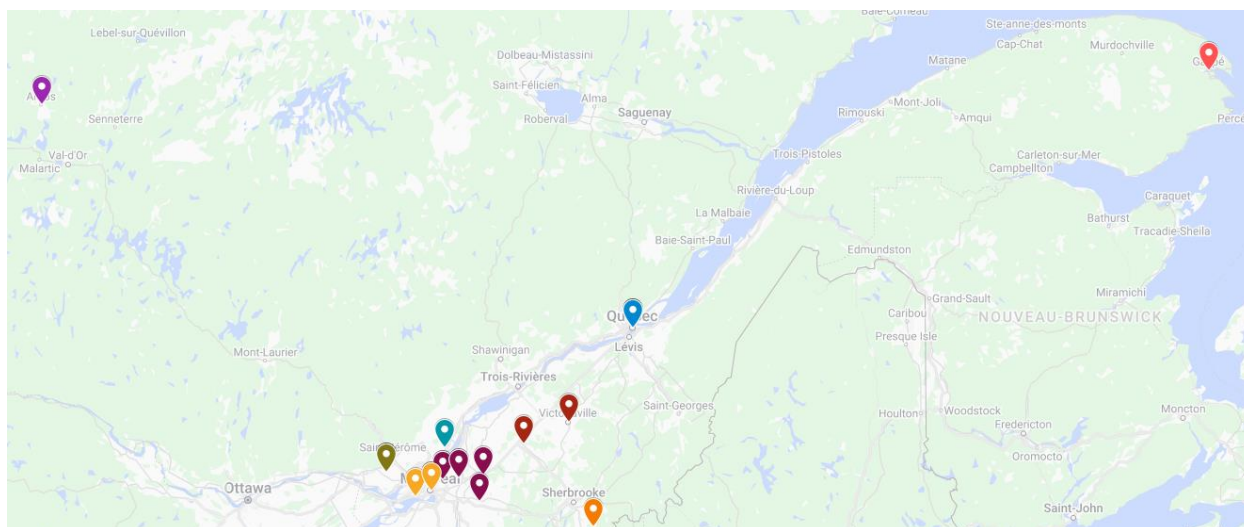 Baie-Comeau
Ste-anne-des-monts
Lebel-sur-Quévillon
Cap-Chat
Murdochville
Dolbeau-Mistassini
Matane
Saint Félicien
Alma
Mont-Joli
Saguenay
Senneterre
Roberval
Rimouski
Amqui
Perce
Val-d'Or
Trois-Pistoles
Carleton-sur-Mer
Malartic
Campbellton
Rivière-du-Loup
Caraquet
La Malbaie
Bathurst
Tracadie-Sheila
Baie-Saint-Paul
Edmundston
Miramichi
Grand-Sault
Caribou
NOUVEAU-BRUNSWICK
Presque Isle
Lévis
Mont-Laurier
Shawinigan
Trois-Rivières
Saint-Georges
Houlton
Woodstock
Moncton
Fredericton
Oromocto
Ottawa
Sherbrooke
Saint-John